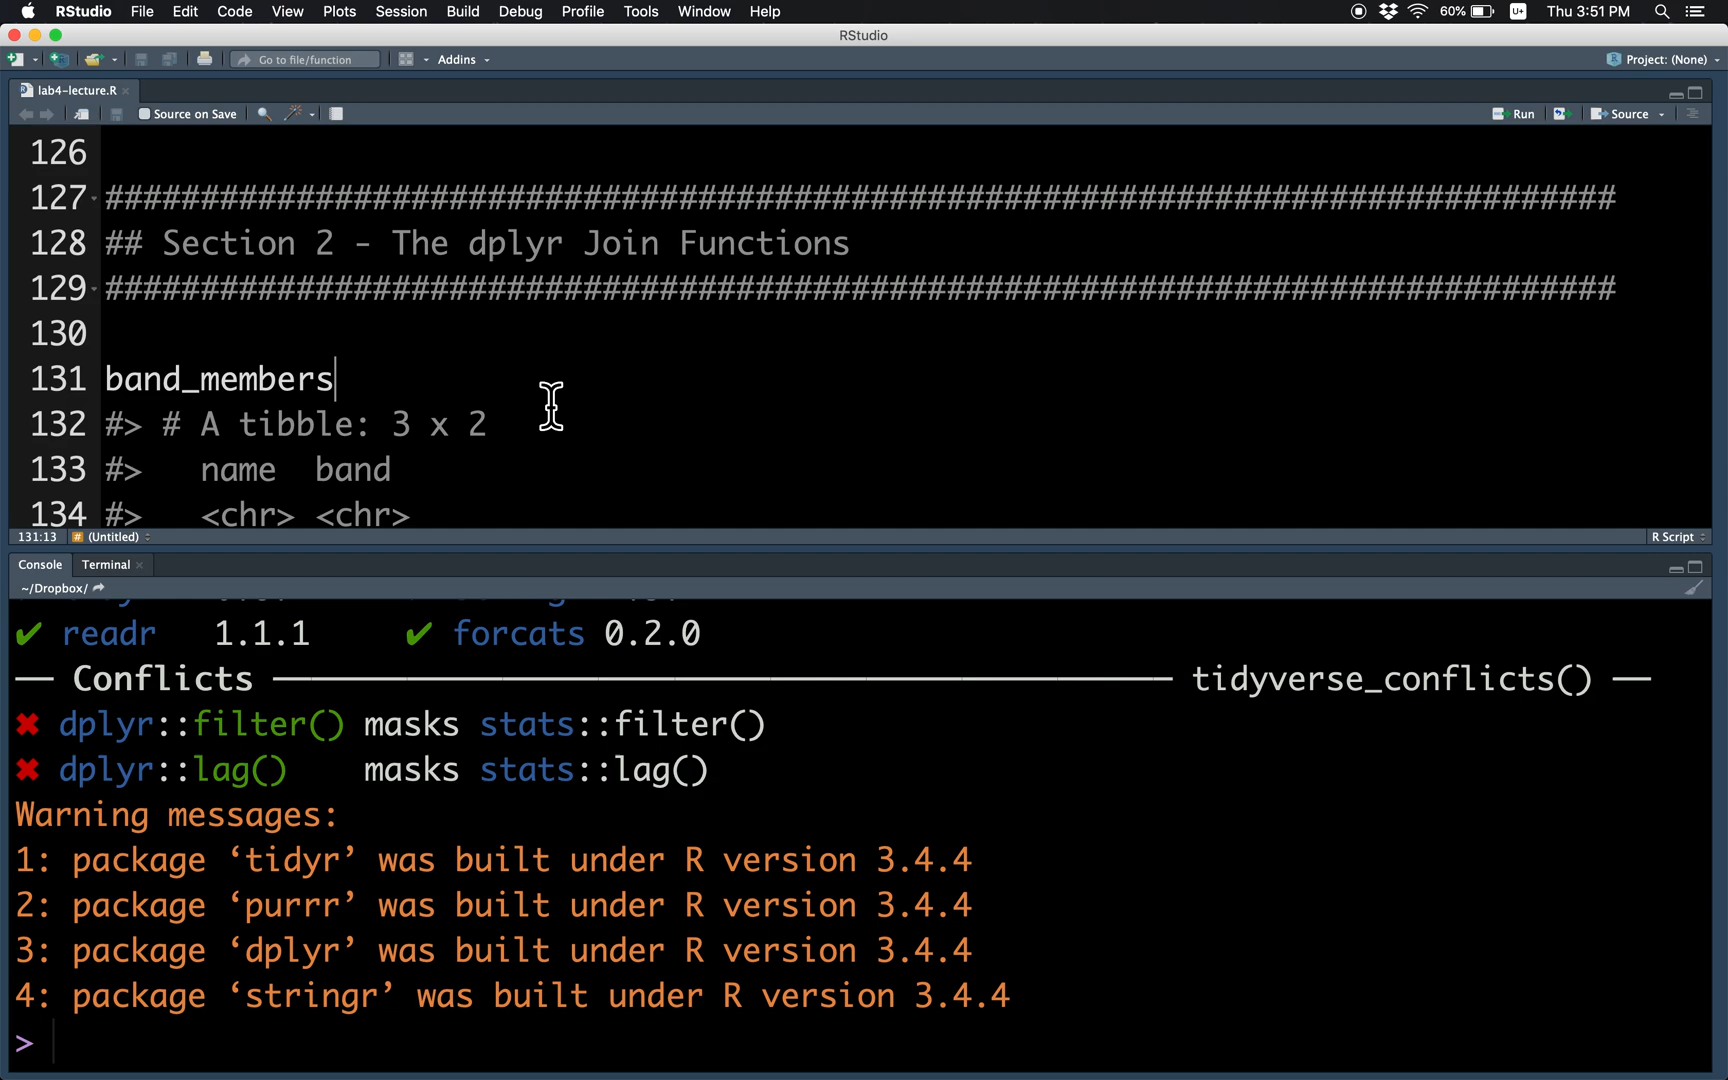 RStudio File Edit Code View Plots Session Build Debug Profile Tools Window Help 60% U+ Thu 3:51 PM
RStudio
Go to file/function Addins Project: (None)
lab4-lecture.R
Source on Save Run Source
126
127 ###############################################################################
128 ## Section 2 - The dplyr Join Functions
129 ###############################################################################
130
131 band_members
132 #> # A tibble: 3 x 2
133 #>   name  band
134 #>   <chr> <chr>
131:13 # (Untitled) R Script
Console Terminal
~/Dropbox/
✔ readr   1.1.1     ✔ forcats 0.2.0
── Conflicts ─────────────────────── tidyverse_conflicts() ──
✖ dplyr::filter() masks stats::filter()
✖ dplyr::lag()    masks stats::lag()
Warning messages:
1: package ‘tidyr’ was built under R version 3.4.4
2: package ‘purrr’ was built under R version 3.4.4
3: package ‘dplyr’ was built under R version 3.4.4
4: package ‘stringr’ was built under R version 3.4.4
>